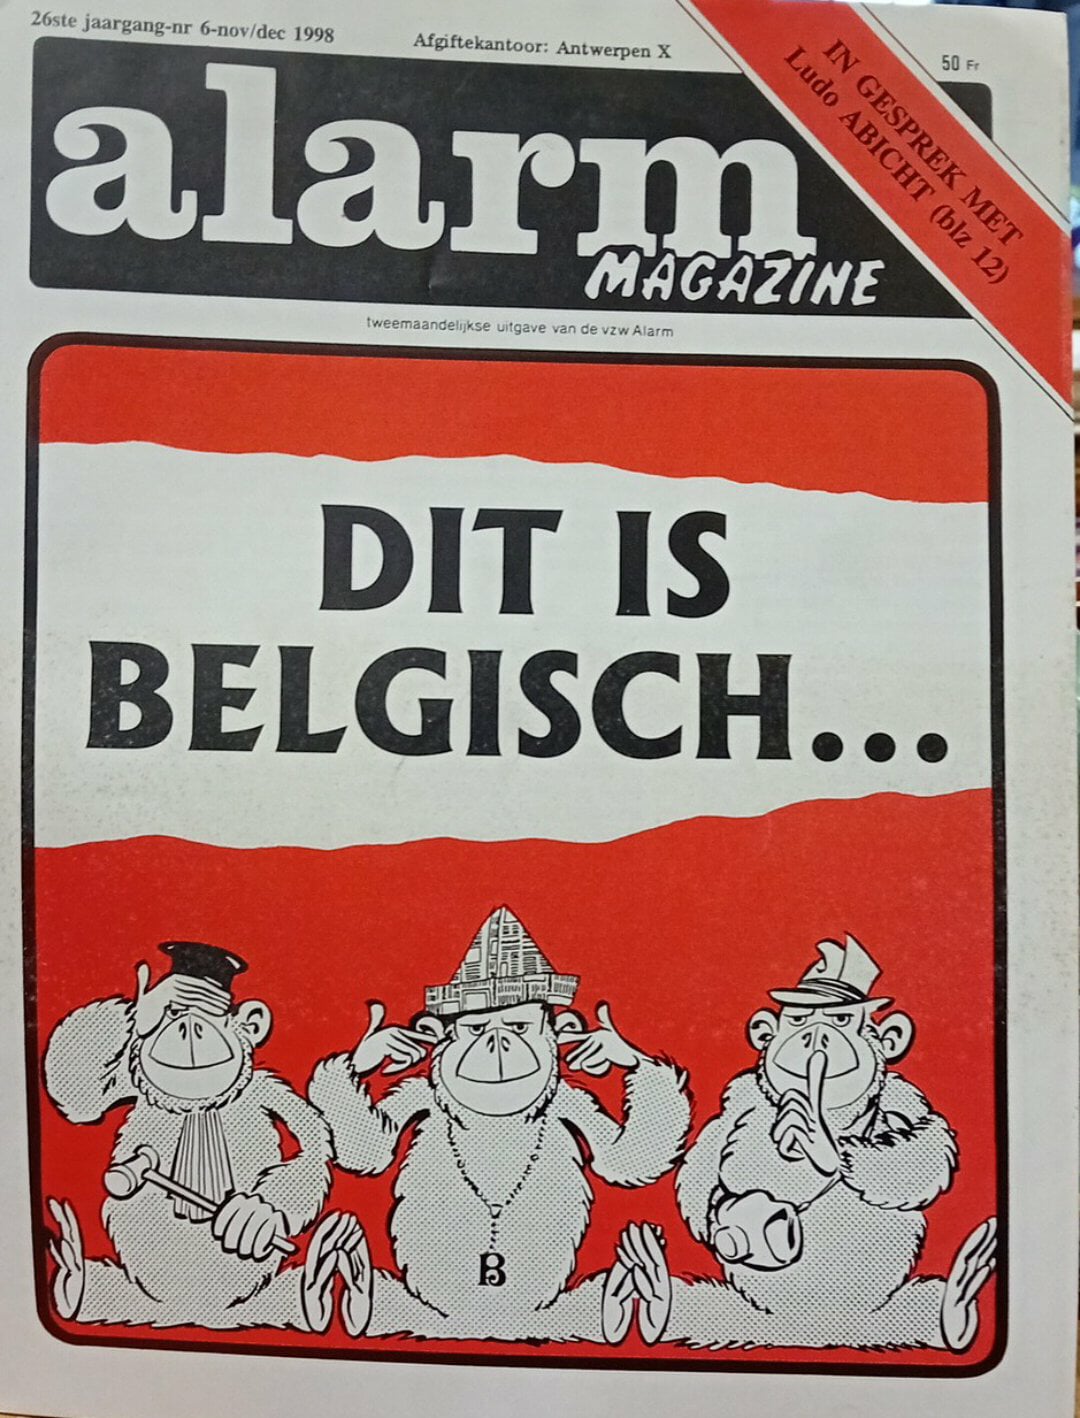 26ste jaargang-nr 6-nov/dec 1998
Afgiftekantoor: Antwerpen X
50 Fr
IN GESPREK MET
Ludo ABICHT (blz 12)
alarm
MAGAZINE
tweemaandelijkse uitgave van de vzw Alarm
DIT IS
BELGISCH...
B